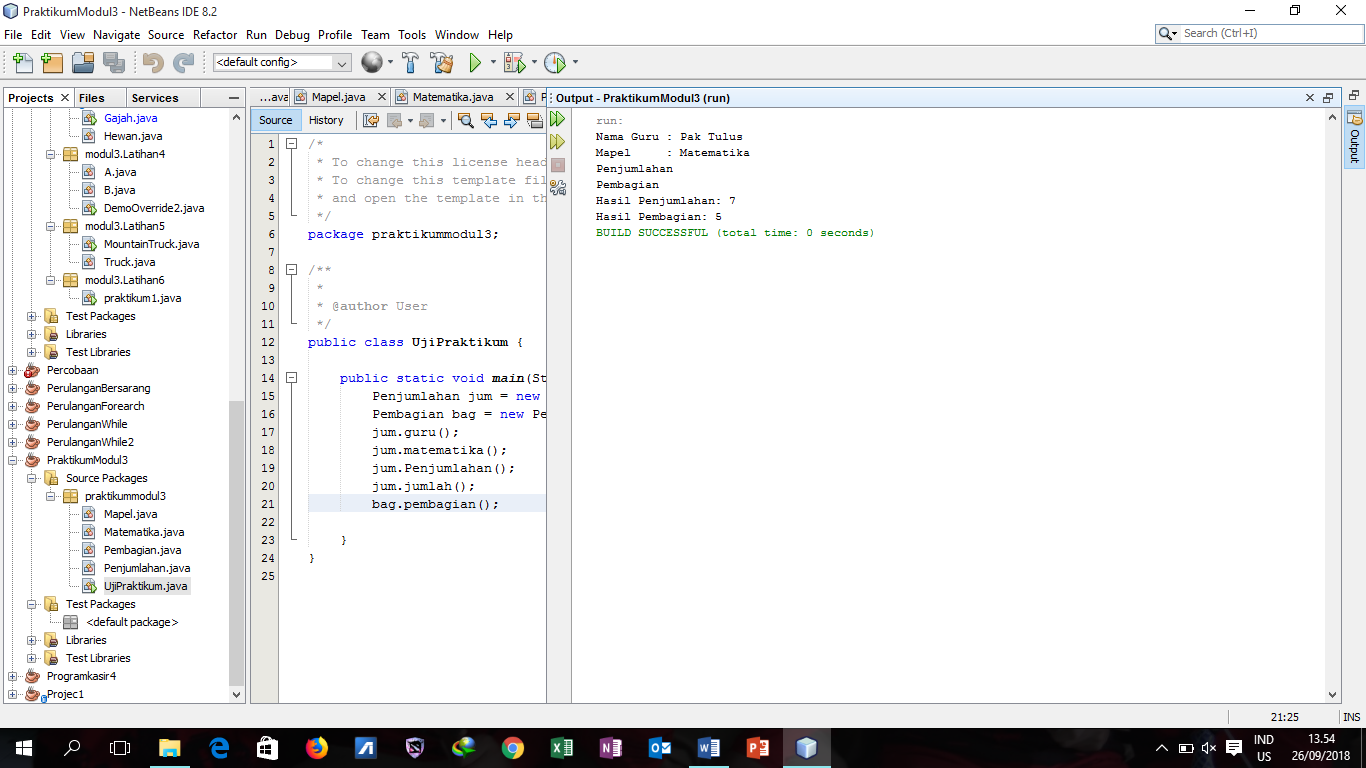 PraktikumModul3 - NetBeans IDE 8.2
File Edit View Navigate Source Refactor Run Debug Profile Team Tools Window Help
Search (Ctrl+I)
<default config>
Projects Files Services
Gajah.java
Hewan.java
modul3.Latihan4
A.java
B.java
DemoOverride2.java
modul3.Latihan5
MountainTruck.java
Truck.java
modul3.Latihan6
praktikum1.java
Test Packages
Libraries
Test Libraries
Percobaan
PerulanganBersarang
PerulanganForearch
PerulanganWhile
PerulanganWhile2
PraktikumModul3
Source Packages
praktikummodul3
Mapel.java
Matematika.java
Pembagian.java
Penjumlahan.java
UjiPraktikum.java
Test Packages
<default package>
Libraries
Test Libraries
Programkasir4
Projec1
...ava Mapel.java Matematika.java P
Source History
1 /*
2 * To change this license head
3 * To change this template fil
4 * and open the template in th
5 */
6 package praktikummodul3;
7
8 /**
9 *
10 * @author User
11 */
12 public class UjiPraktikum {
13
14 public static void main(St
15 Penjumlahan jum = new
16 Pembagian bag = new Pe
17 jum.guru();
18 jum.matematika();
19 jum.Penjumlahan();
20 jum.jumlah();
21 bag.pembagian();
22
23 }
24 }
25
Output - PraktikumModul3 (run)
run:
Nama Guru : Pak Tulus
Mapel : Matematika
Penjumlahan
Pembagian
Hasil Penjumlahan: 7
Hasil Pembagian: 5
BUILD SUCCESSFUL (total time: 0 seconds)
Output
21:25 INS
IND
US
13.54
26/09/2018